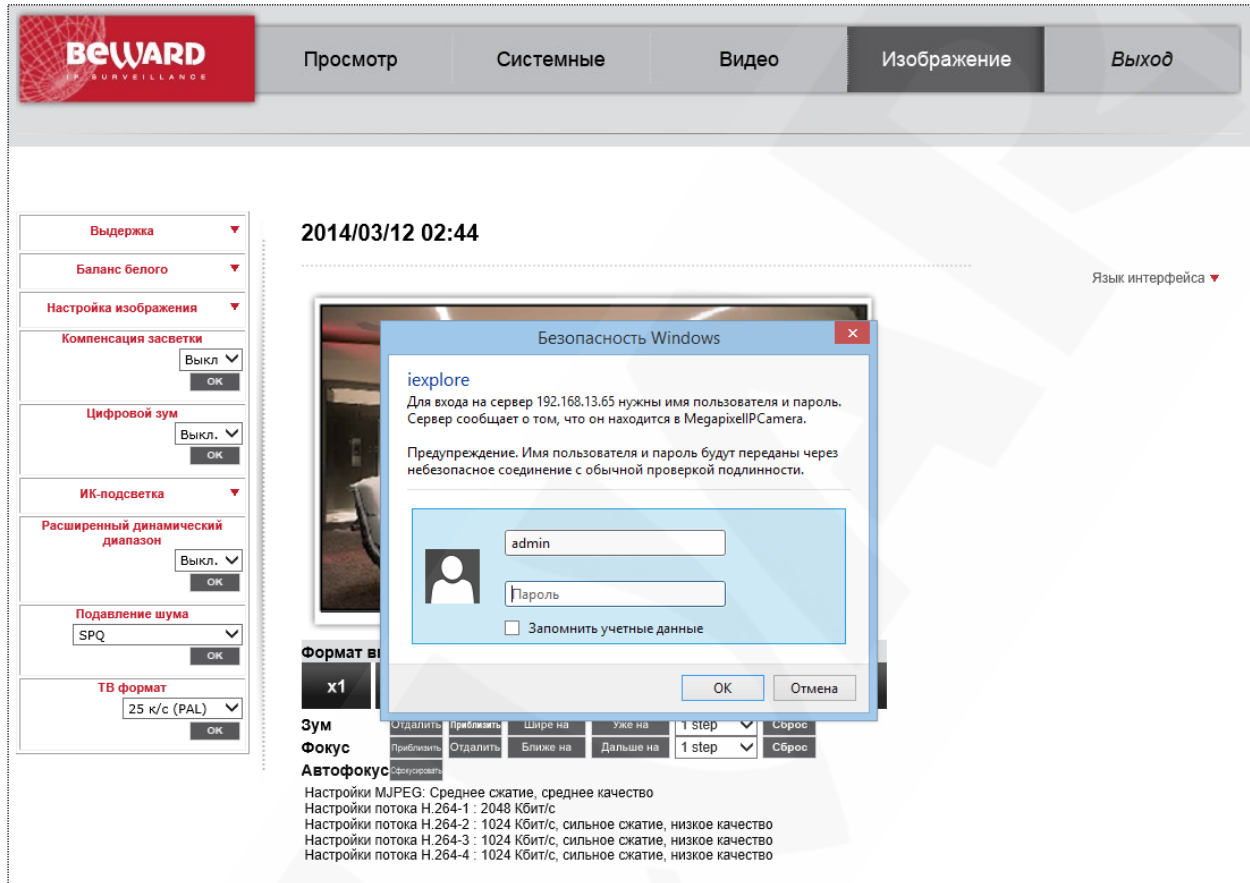 BEWARD
IP SURVEILLANCE
Просмотр
Системные
Видео
Изображение
Выход
Выдержка
Баланс белого
Настройка изображения
Компенсация засветки
Выкл
ОК
Цифровой зум
Выкл.
ОК
ИК-подсветка
Расширенный динамический
диапазон
Выкл.
ОК
Подавление шума
SPQ
ОК
ТВ формат
25 к/с (PAL)
ОК
2014/03/12 02:44
Язык интерфейса
Безопасность Windows
iexplore
Для входа на сервер 192.168.13.65 нужны имя пользователя и пароль.
Сервер сообщает о том, что он находится в MegapixelIPCamera.
Предупреждение. Имя пользователя и пароль будут переданы через
небезопасное соединение с обычной проверкой подлинности.
admin
Пароль
Запомнить учетные данные
ОК
Отмена
Формат
x1
Зум
Отдалить
Приблизить
Шире на
Уже на
1 step
Сброс
Фокус
Приблизить
Отдалить
Ближе на
Дальше на
1 step
Сброс
Автофокус
Сфокусировать
Настройки MJPEG: Среднее сжатие, среднее качество
Настройки потока H.264-1 : 2048 Кбит/с
Настройки потока H.264-2 : 1024 Кбит/с, сильное сжатие, низкое качество
Настройки потока H.264-3 : 1024 Кбит/с, сильное сжатие, низкое качество
Настройки потока H.264-4 : 1024 Кбит/с, сильное сжатие, низкое качество